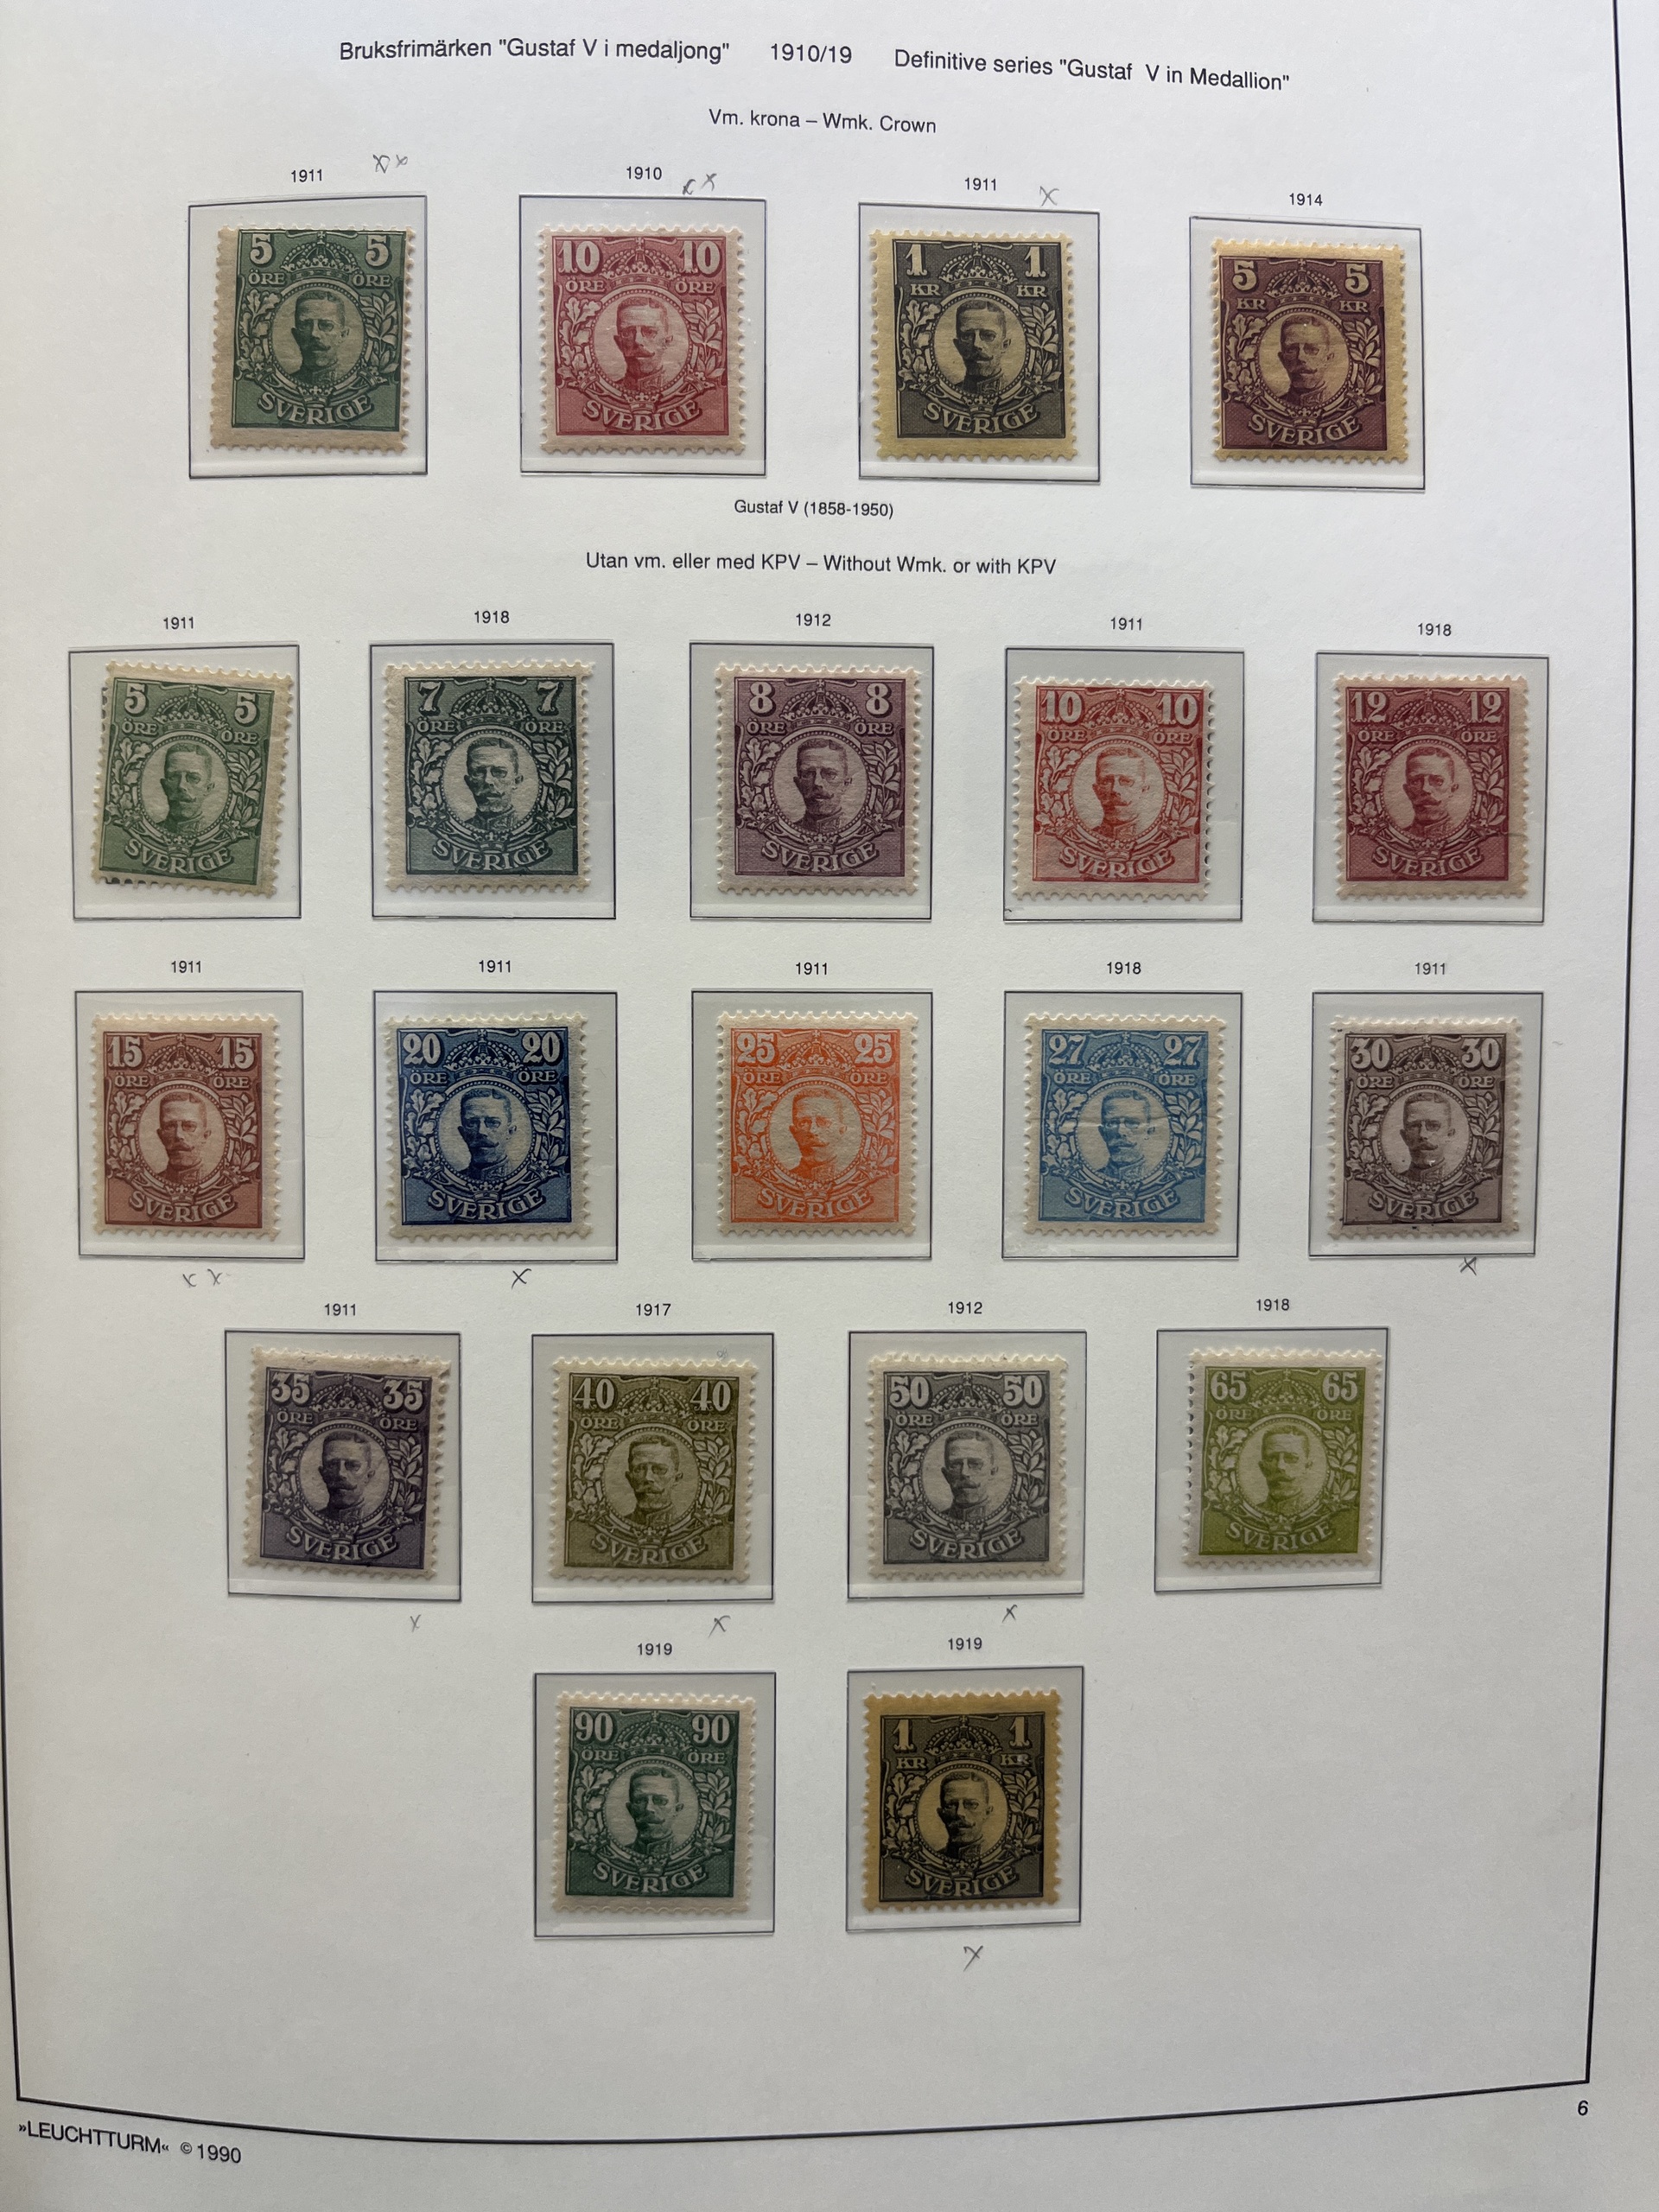 Bruksfrimärken "Gustaf V i medaljong" 1910/19 Definitive series "Gustaf V in Medallion"
Vm. krona – Wmk. Crown
1911 xx 1910 xx 1911 x 1914
5 5 10 10 1 1 5 5
ÖRE ÖRE ÖRE ÖRE KR KR KR KR
SVERIGE SVERIGE SVERIGE SVERIGE
Gustaf V (1858-1950)
Utan vm. eller med KPV – Without Wmk. or with KPV
1911 1918 1912 1911 1918
5 5 7 7 8 8 10 10 12 12
ÖRE ÖRE ÖRE ÖRE ÖRE ÖRE ÖRE ÖRE ÖRE ÖRE
SVERIGE SVERIGE SVERIGE SVERIGE SVERIGE
1911 1911 1911 1918 1911
15 15 20 20 25 25 27 27 30 30
ÖRE ÖRE ÖRE ÖRE ÖRE ÖRE ÖRE ÖRE ÖRE ÖRE
SVERIGE SVERIGE SVERIGE SVERIGE SVERIGE
x x x x
1911 1917 1912 1918
35 35 40 40 50 50 65 65
ÖRE ÖRE ÖRE ÖRE ÖRE ÖRE ÖRE ÖRE
SVERIGE SVERIGE SVERIGE SVERIGE
x x x
1919 1919
90 90 1 1
ÖRE ÖRE KR KR
SVERIGE SVERIGE
x
6
»LEUCHTTURM« © 1990